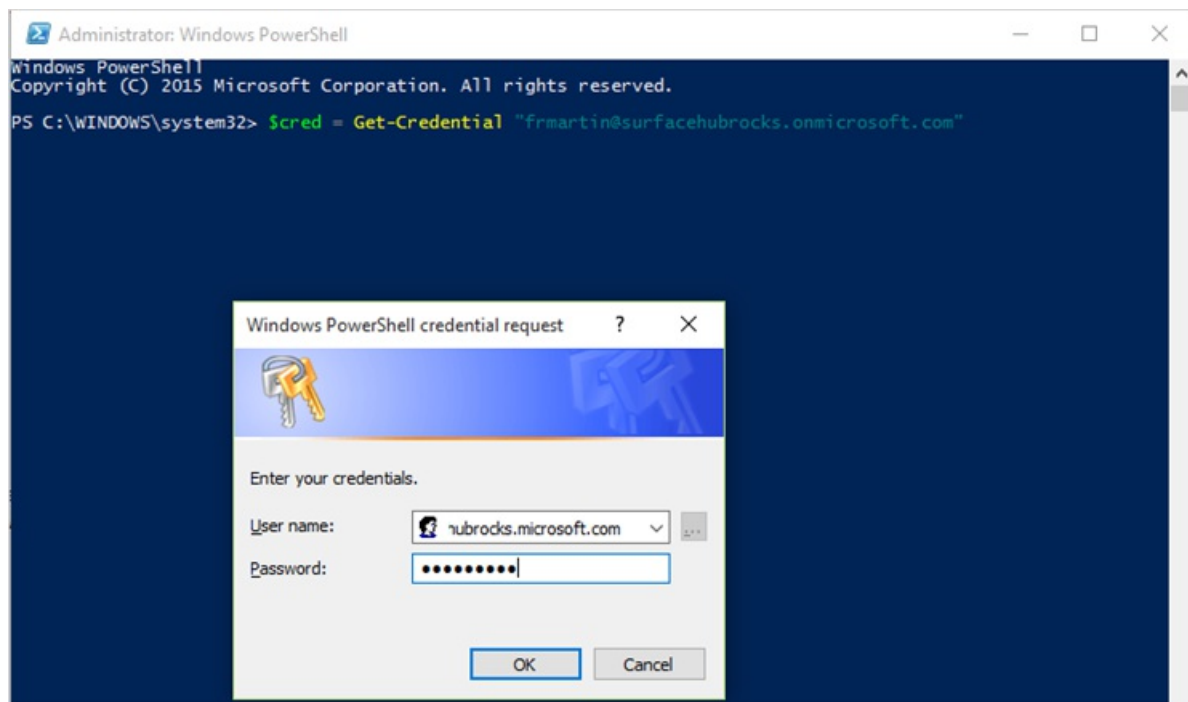 Administrator: Windows PowerShell
Windows PowerShell
Copyright (C) 2015 Microsoft Corporation. All rights reserved.
PS C:\WINDOWS\system32> $cred = Get-Credential "frmartin@surfacehubrocks.onmicrosoft.com"
Windows PowerShell credential request ?
Enter your credentials.
User name: hubrocks.microsoft.com ...
Password: •••••••••
OK Cancel